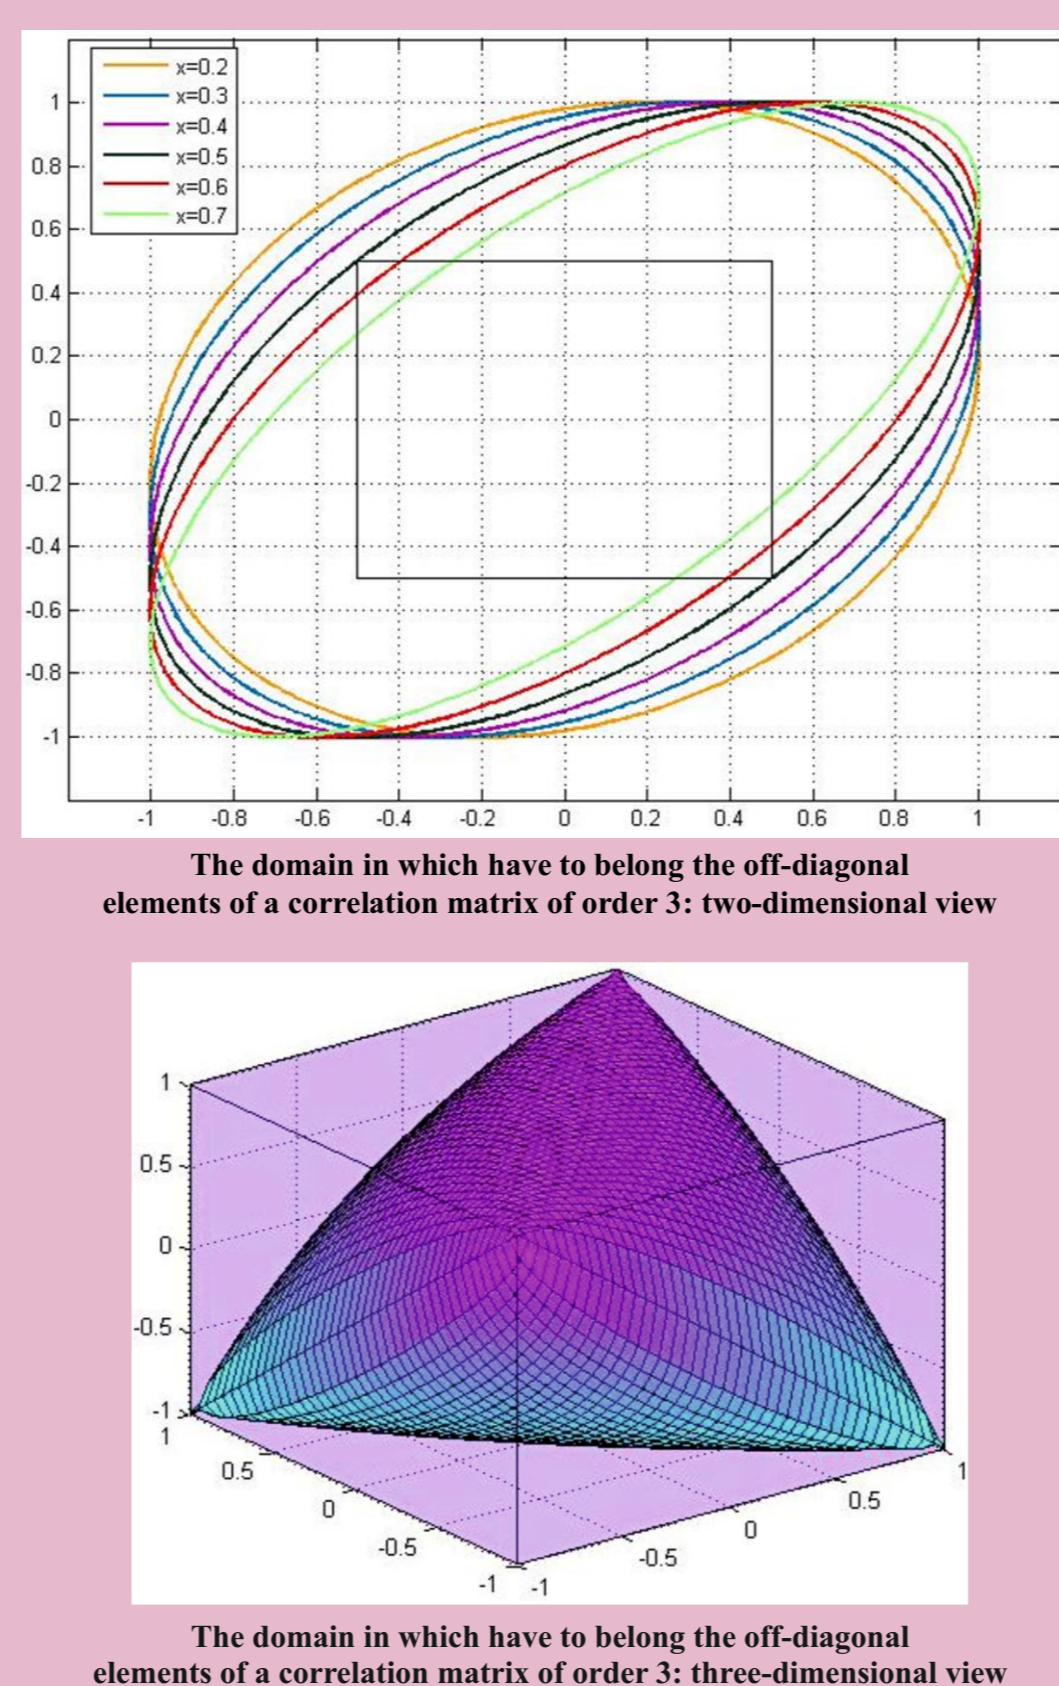 x=0.2
x=0.3
x=0.4
x=0.5
x=0.6
x=0.7
1
0.8
0.6
0.4
0.2
0
-0.2
-0.4
-0.6
-0.8
-1
-1 -0.8 -0.6 -0.4 -0.2 0 0.2 0.4 0.6 0.8 1
The domain in which have to belong the off-diagonal
elements of a correlation matrix of order 3: two-dimensional view
1
0.5
0
-0.5
-1
1
0.5
0
-0.5
-1
-1
-0.5
0
0.5
1
The domain in which have to belong the off-diagonal
elements of a correlation matrix of order 3: three-dimensional view